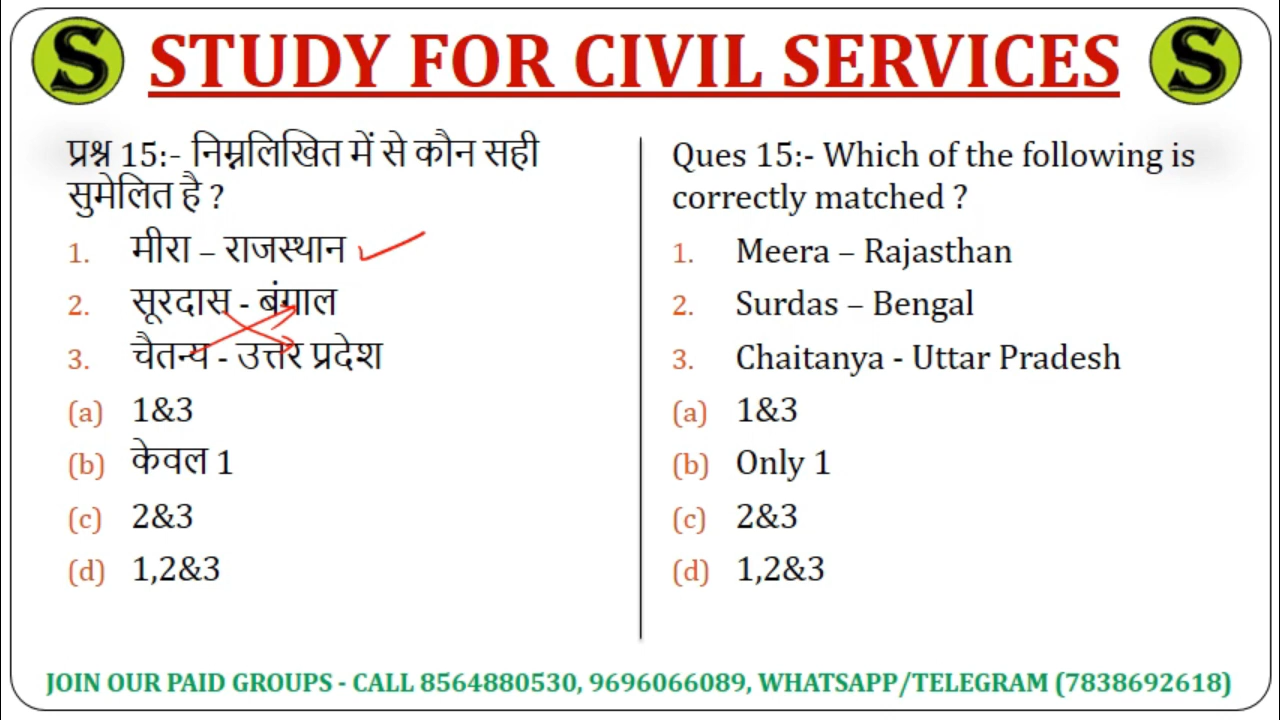 S STUDY FOR CIVIL SERVICES S
प्रश्न 15:- निम्नलिखित में से कौन सही
सुमेलित है ?
1. मीरा – राजस्थान
2. सूरदास - बंगाल
3. चैतन्य - उत्तर प्रदेश
(a) 1&3
(b) केवल 1
(c) 2&3
(d) 1,2&3
Ques 15:- Which of the following is
correctly matched ?
1. Meera – Rajasthan
2. Surdas – Bengal
3. Chaitanya - Uttar Pradesh
(a) 1&3
(b) Only 1
(c) 2&3
(d) 1,2&3
JOIN OUR PAID GROUPS - CALL 8564880530, 9696066089, WHATSAPP/TELEGRAM (7838692618)